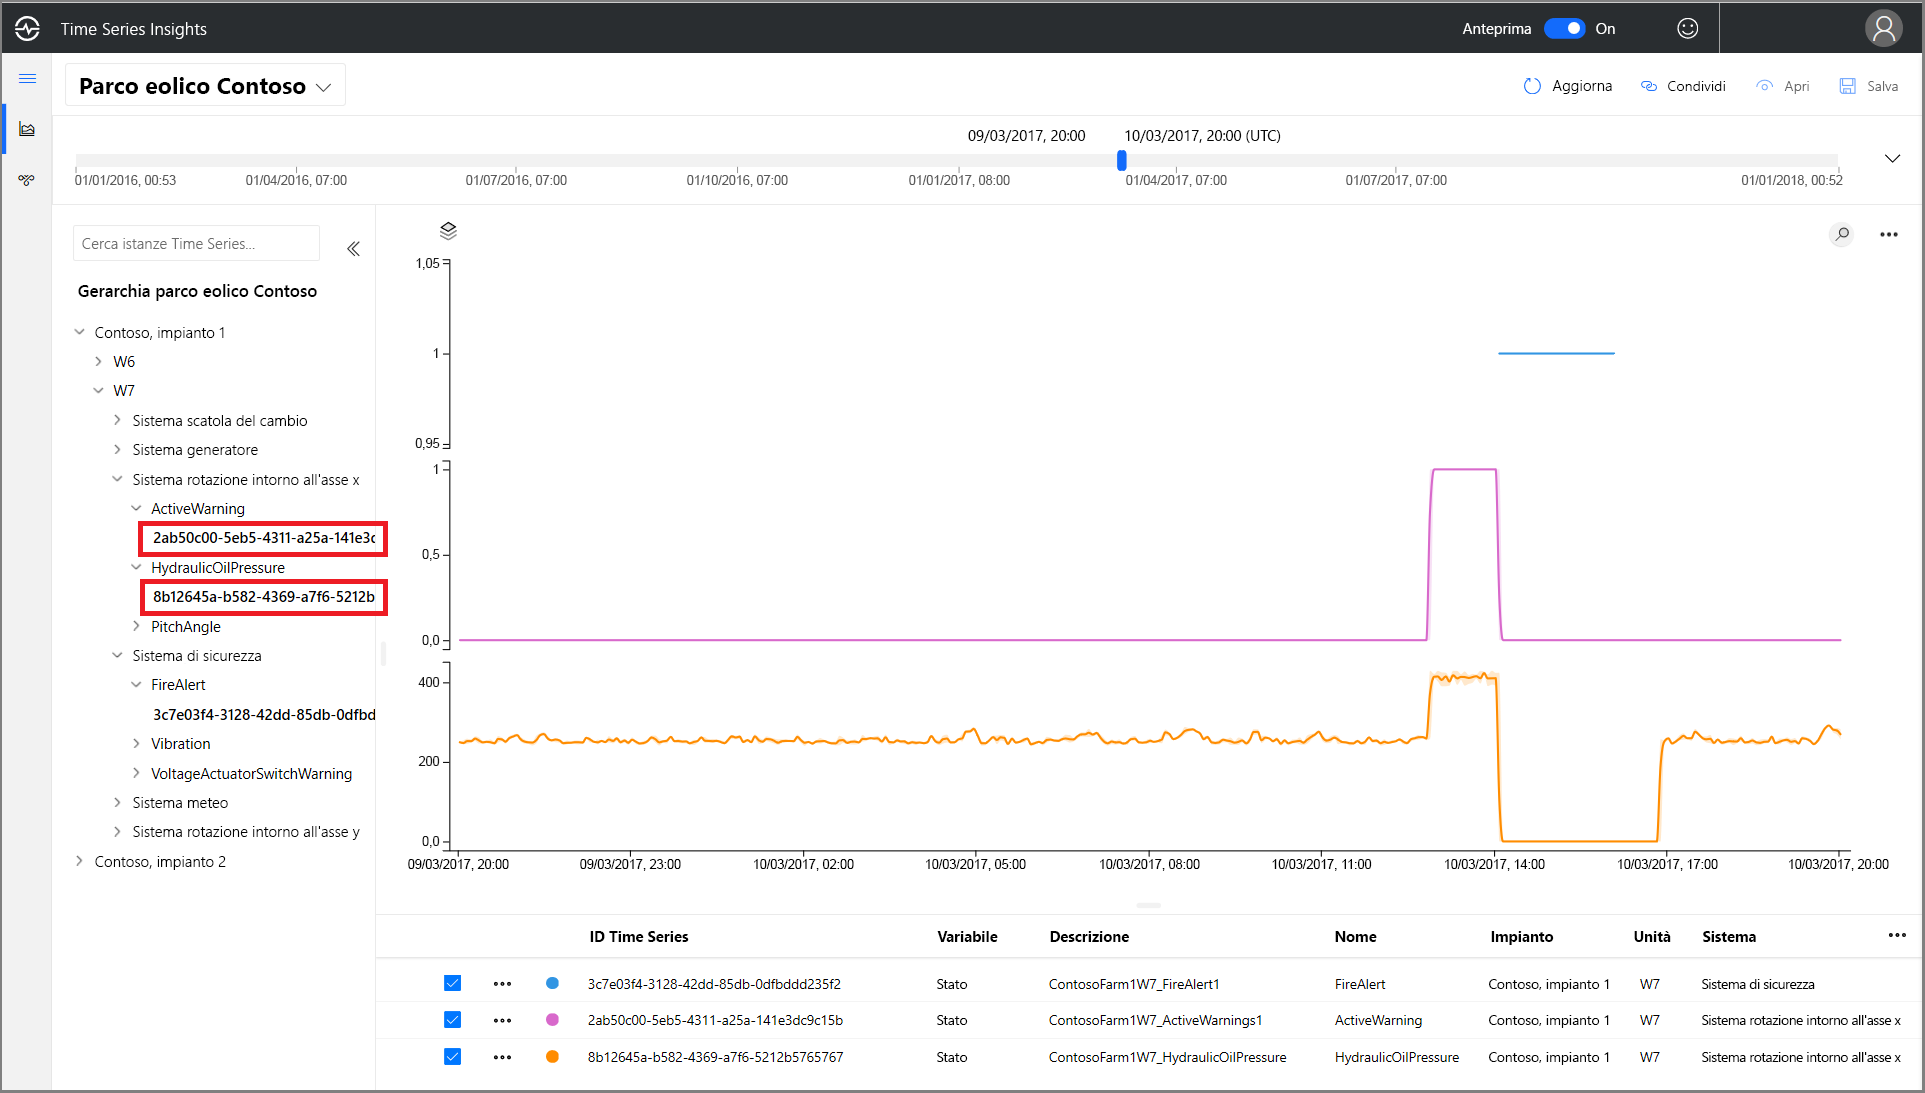 Time Series Insights
Anteprima On
Parco eolico Contoso
Aggiorna Condividi Apri Salva
09/03/2017, 20:00 10/03/2017, 20:00 (UTC)
01/01/2016, 00:53 01/04/2016, 07:00 01/07/2016, 07:00 01/10/2016, 07:00 01/01/2017, 08:00 01/04/2017, 07:00 01/07/2017, 07:00 01/01/2018, 00:52
Cerca istanze Time Series...
Gerarchia parco eolico Contoso
Contoso, impianto 1
W6
W7
Sistema scatola del cambio
Sistema generatore
Sistema rotazione intorno all'asse x
ActiveWarning
2ab50c00-5eb5-4311-a25a-141e3c
HydraulicOilPressure
8b12645a-b582-4369-a7f6-5212b
PitchAngle
Sistema di sicurezza
FireAlert
3c7e03f4-3128-42dd-85db-0dfbd
Vibration
VoltageActuatorSwitchWarning
Sistema meteo
Sistema rotazione intorno all'asse y
Contoso, impianto 2
1,05
1
0,95
1
0,5
0,0
400
200
0,0
09/03/2017, 20:00 09/03/2017, 23:00 10/03/2017, 02:00 10/03/2017, 05:00 10/03/2017, 08:00 10/03/2017, 11:00 10/03/2017, 14:00 10/03/2017, 17:00 10/03/2017, 20:00
ID Time Series Variabile Descrizione Nome Impianto Unità Sistema
3c7e03f4-3128-42dd-85db-0dfbddd235f2 Stato ContosoFarm1W7_FireAlert1 FireAlert Contoso, impianto 1 W7 Sistema di sicurezza
2ab50c00-5eb5-4311-a25a-141e3dc9c15b Stato ContosoFarm1W7_ActiveWarnings1 ActiveWarning Contoso, impianto 1 W7 Sistema rotazione intorno all'asse x
8b12645a-b582-4369-a7f6-5212b5765767 Stato ContosoFarm1W7_HydraulicOilPressure HydraulicOilPressure Contoso, impianto 1 W7 Sistema rotazione intorno all'asse x